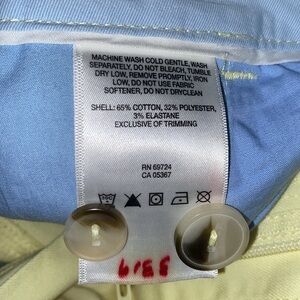 MACHINE WASH COLD GENTLE, WASH
SEPARATELY, DO NOT BLEACH, TUMBLE
DRY LOW, REMOVE PROMPTLY, IRON
LOW, DO NOT USE FABRIC
SOFTENER, DO NOT DRYCLEAN
SHELL: 65% COTTON, 32% POLYESTER,
3% ELASTANE
EXCLUSIVE OF TRIMMING
RN 69724
CA 05367